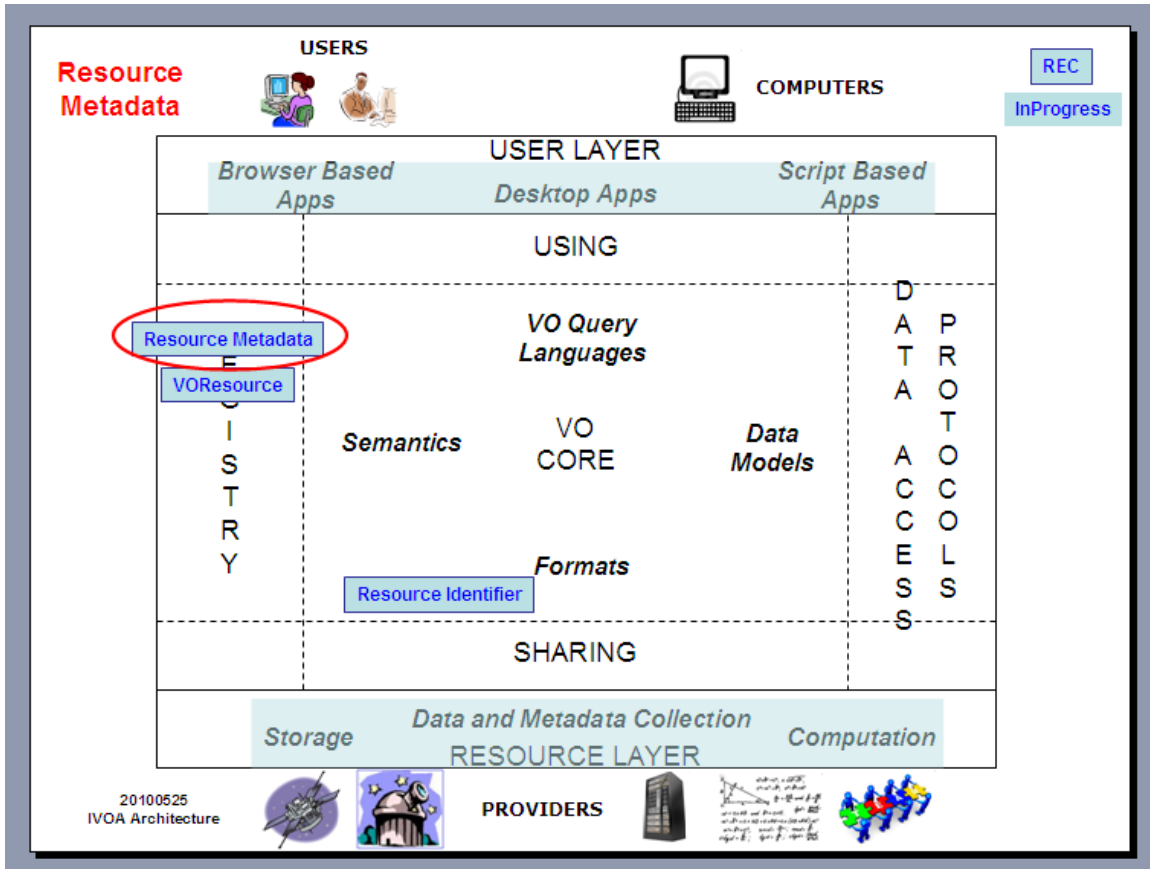 Resource
Metadata
USERS
COMPUTERS
REC
InProgress
USER LAYER
Browser Based
Apps
Desktop Apps
Script Based
Apps
USING
Resource Metadata
VOResource
E
I
S
T
R
Y
VO Query
Languages
Semantics
VO
CORE
Data
Models
Formats
Resource Identifier
D
A
T
A
A
C
C
E
S
S
P
R
O
T
O
C
O
L
S
SHARING
Storage
Data and Metadata Collection
Computation
RESOURCE LAYER
20100525
IVOA Architecture
PROVIDERS